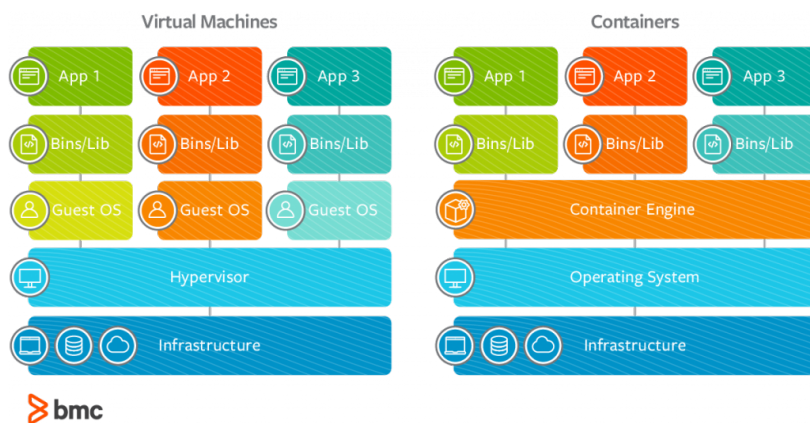 Virtual Machines
App 1
App 2
App 3
Bins/Lib
Bins/Lib
Bins/Lib
Guest OS
Guest OS
Guest OS
Hypervisor
Infrastructure
Containers
App 1
App 2
App 3
Bins/Lib
Bins/Lib
Bins/Lib
Container Engine
Operating System
Infrastructure
bmc